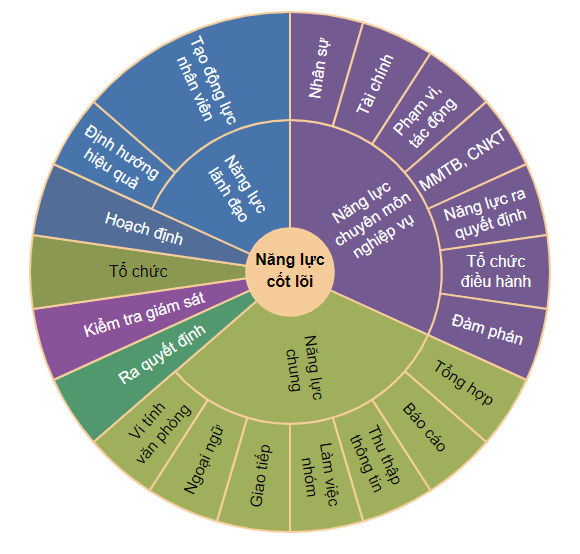 Năng lực
cốt lõi
Năng lực
chuyên môn
nghiệp vụ
Nhân sự
Tài chính
Phạm vi,
tác động
MMTB, CNKT
Năng lực ra
quyết định
Tổ chức
điều hành
Đàm phán
Năng lực
chung
Tổng hợp
Báo cáo
Thu thập
thông tin
Làm việc
nhóm
Giao tiếp
Ngoại ngữ
Vi tính
văn phòng
Ra quyết định
Kiểm tra giám sát
Tổ chức
Hoạch định
Năng lực
lãnh đạo
Định hướng
hiệu quả
Tạo động lực
nhân viên